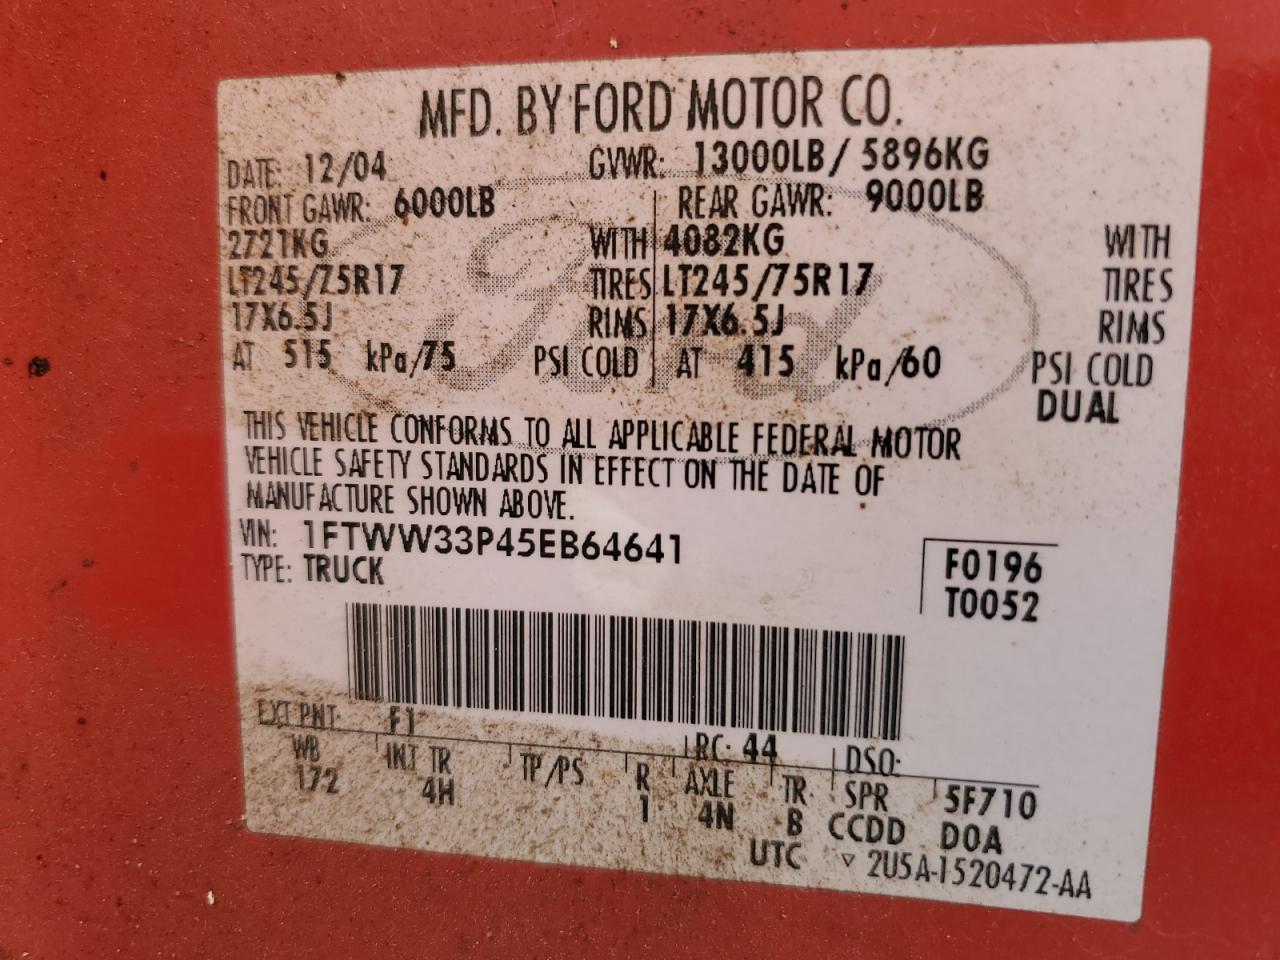 MFD. BY FORD MOTOR CO.
DATE: 12/04 GVWR: 13000LB/ 5896KG
FRONT GAWR: 6000LB REAR GAWR: 9000LB
2721KG WITH 4082KG WITH
LT245/75R17 TIRES LT245/75R17 TIRES
17X6.5J RIMS 17X6.5J RIMS
AT 515 kPa/75 PSI COLD AT 415 kPa/60 PSI COLD
DUAL
Ford
THIS VEHICLE CONFORMS TO ALL APPLICABLE FEDERAL MOTOR
VEHICLE SAFETY STANDARDS IN EFFECT ON THE DATE OF
MANUFACTURE SHOWN ABOVE.
VIN: 1FTWW33P45EB64641
TYPE: TRUCK
F0196
T0052
EXT PNT: F1 RC: 44 DSO:
WB INT TR TP/PS R AXLE TR SPR 5F710
172 4H 1 4N B CCDD D0A
UTC ▽ 2U5A-1520472-AA